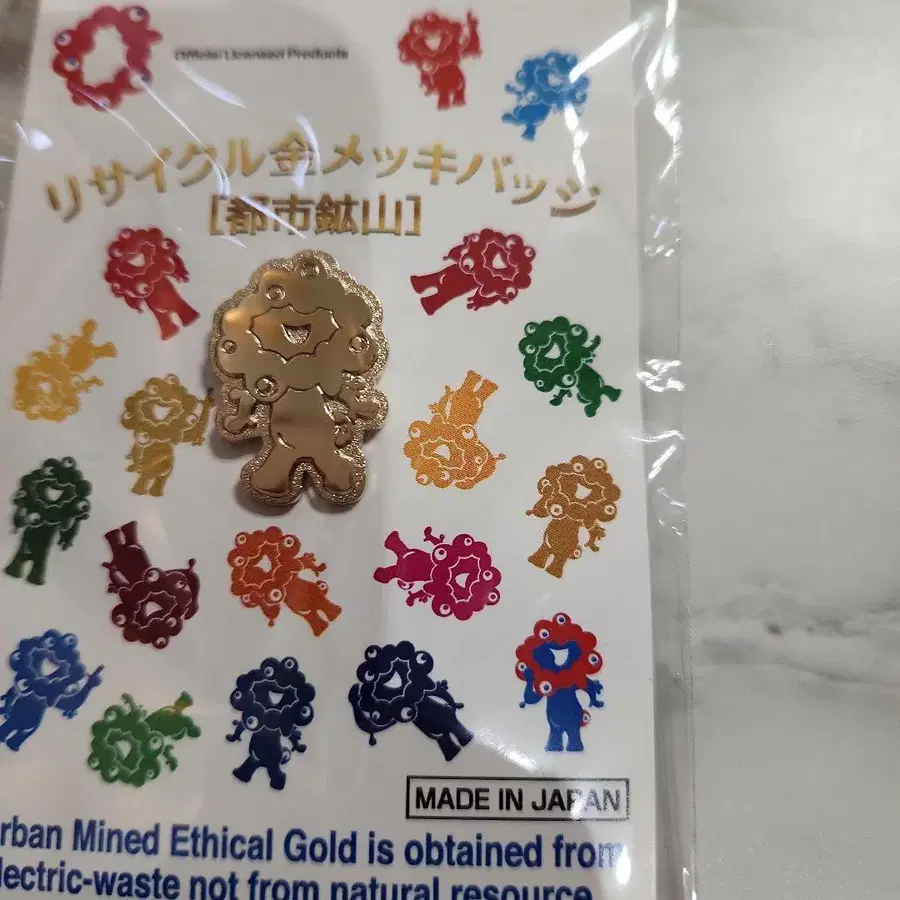 Official Licensed Products
リサイクル金メッキバッジ
[都市鉱山]
MADE IN JAPAN
rban Mined Ethical Gold is obtained from
lectric-waste not from natural resource